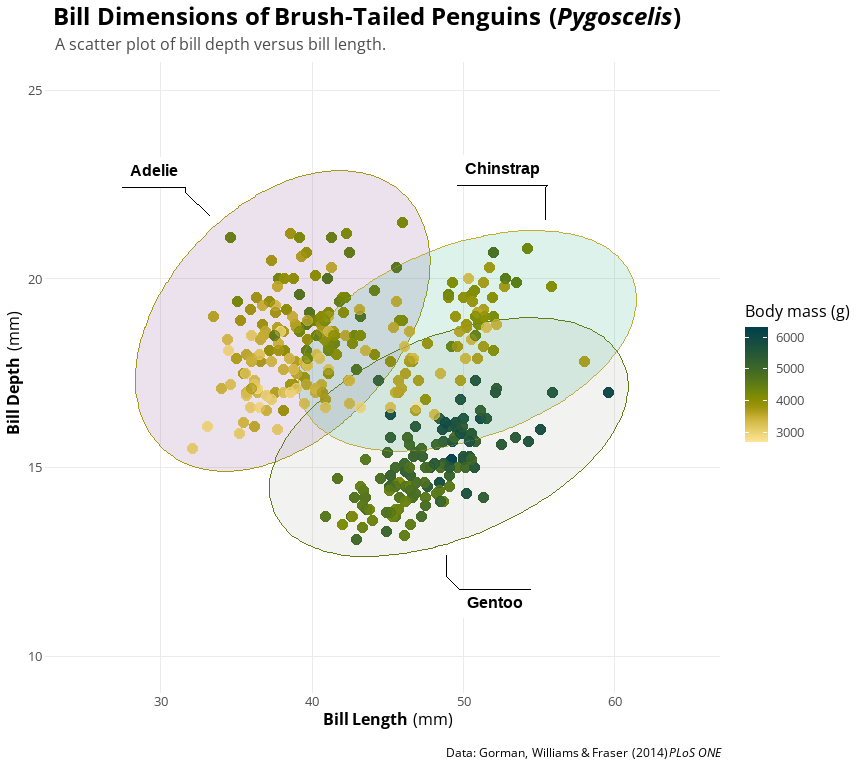 Bill Dimensions of Brush-Tailed Penguins (Pygoscelis)
A scatter plot of bill depth versus bill length.
25
Adelie
Chinstrap
20
Body mass (g)
6000
5000
4000
3000
Bill Depth (mm)
15
Gentoo
10
30 40 50 60
Bill Length (mm)
Data: Gorman, Williams & Fraser (2014) PLoS ONE